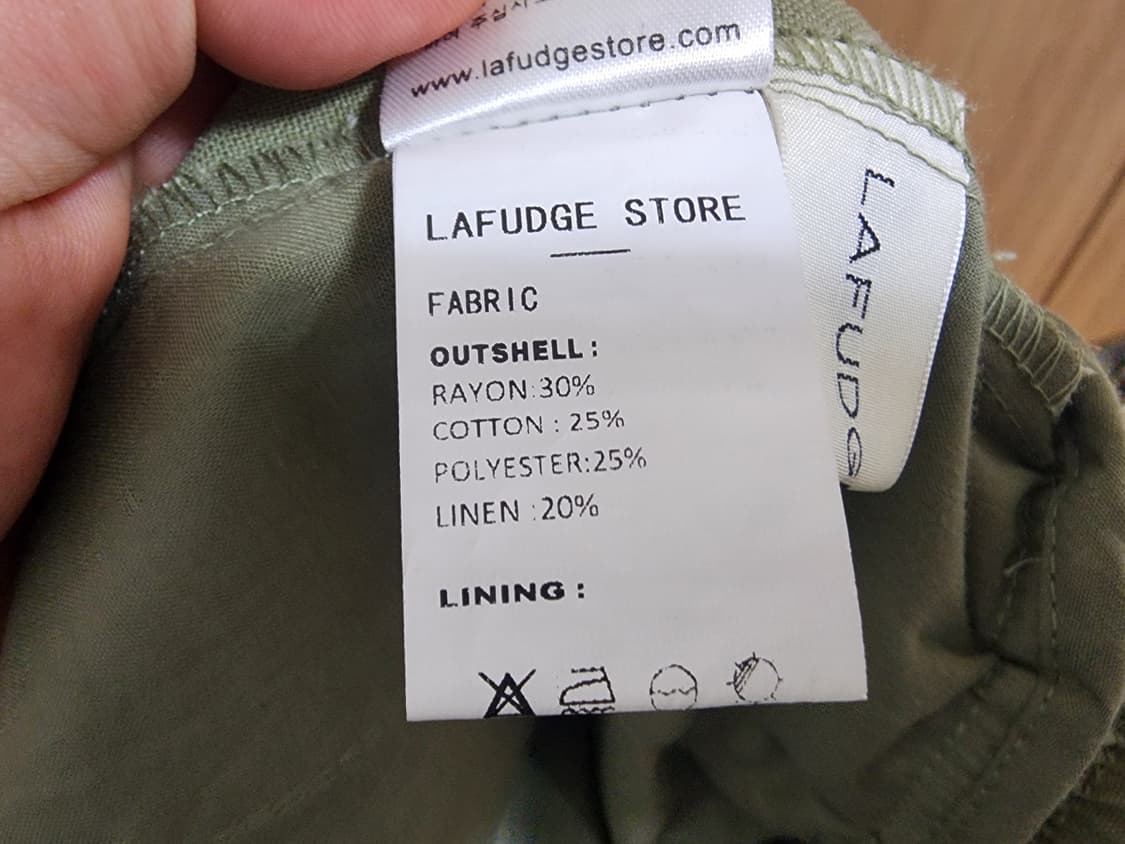 www.lafudgestore.com
LAFUDGE STORE
FABRIC
OUTSHELL:
RAYON:30%
COTTON : 25%
POLYESTER:25%
LINEN :20%
LINING :
LAFUDG